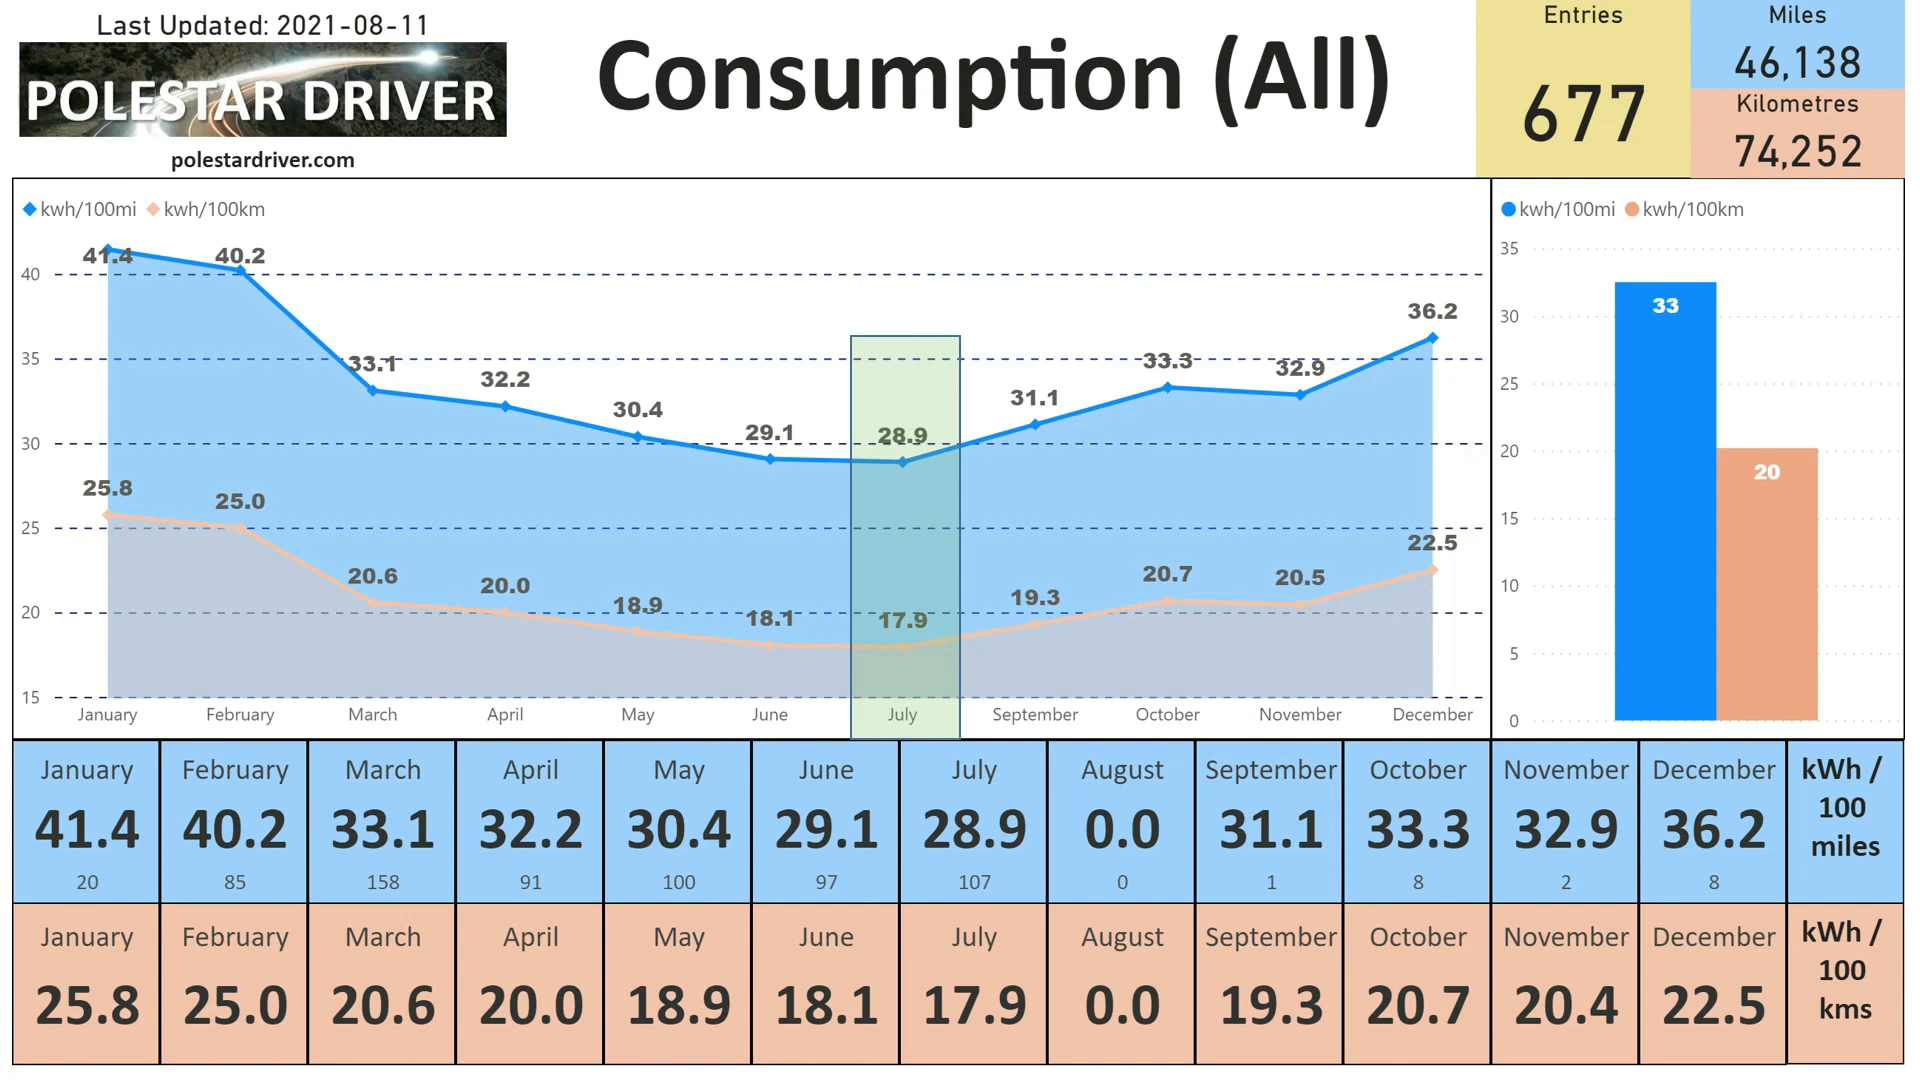 Last Updated: 2021-08-11
POLESTAR DRIVER
polestardriver.com
Consumption (All)
Entries
677
Miles
46,138
Kilometres
74,252
kwh/100mi kwh/100km
40
35
30
25
20
15
41.4 40.2 33.1 32.2 30.4 29.1 28.9 31.1 33.3 32.9 36.2
25.8 25.0 20.6 20.0 18.9 18.1 17.9 19.3 20.7 20.5 22.5
January February March April May June July September October November December
kwh/100mi kwh/100km
35
30
25
20
15
10
5
0
33
20
January February March April May June July August September October November December kWh /
100
miles
41.4 40.2 33.1 32.2 30.4 29.1 28.9 0.0 31.1 33.3 32.9 36.2
20 85 158 91 100 97 107 0 1 8 2 8
January February March April May June July August September October November December kWh /
100
kms
25.8 25.0 20.6 20.0 18.9 18.1 17.9 0.0 19.3 20.7 20.4 22.5